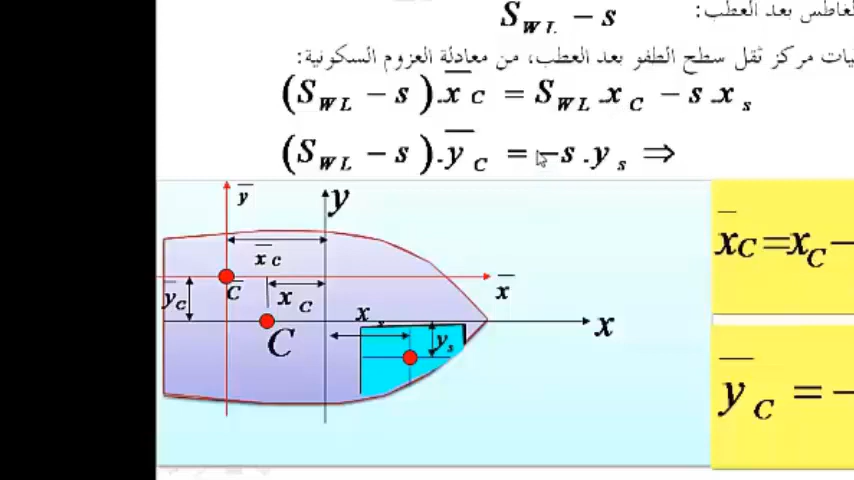 الغاطس بعد العطب: S_WL − s
يات مركز ثقل سطح الطفو بعد العطب، من معادلة العزوم السكونية:
(S_WL − s).x̄_C = S_WL.x_C − s.x_s
(S_WL − s).ȳ_C = −s.y_s ⇒
ȳ
y
x̄_C
x̄
C̄
ȳ_C
x_C
x
x
C
y_s
x̄_C = x_C −
ȳ_C = −